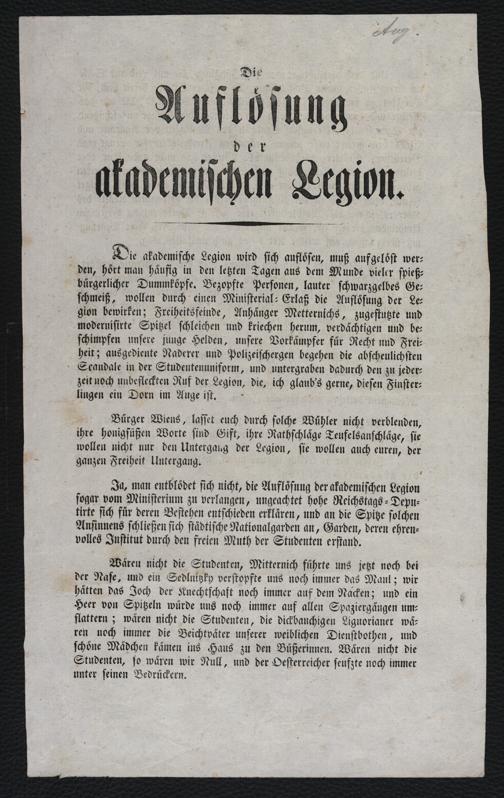 Aug.
Die
Auflösung
der
akademischen Legion.
Die akademische Legion wird sich auflösen, muß aufgelöst wer-
den, hört man häufig in den letzten Tagen aus dem Munde vieler spieß-
bürgerlicher Dummköpfe. Bezopfte Personen, lauter schwarzgelbes Ge-
schmeiß, wollen durch einen Ministerial-Erlaß die Auflösung der Le-
gion bewirken; Freiheitsfeinde, Anhänger Metternichs, zugestutzte und
modernisirte Spitzel schleichen und kriechen herum, verdächtigen und be-
schimpfen unsere junge Helden, unsere Vorkämpfer für Recht und Frei-
heit; ausgediente Naderer und Polizeischergen begehen die abscheulichsten
Scandale in der Studentenuniform, und untergraben dadurch den zu jeder-
zeit noch unbefleckten Ruf der Legion, die, ich glaub's gerne, diesen Finster-
lingen ein Dorn im Auge ist.
Bürger Wiens, lasset euch durch solche Wühler nicht verblenden,
ihre honigsüßen Worte sind Gift, ihre Rathschläge Teufelsanschläge, sie
wollen nicht nur den Untergang der Legion, sie wollen auch euren, der
ganzen Freiheit Untergang.
Ja, man entblödet sich nicht, die Auflösung der akademischen Legion
sogar vom Ministerium zu verlangen, ungeachtet hohe Reichstags-Depu-
tirte sich für deren Bestehen entschieden erklären, und an die Spitze solchen
Ansinnens schließen sich städtische Nationalgarden an, Garden, deren ehren-
volles Institut durch den freien Muth der Studenten erstand.
Wären nicht die Studenten, Mitternich führte uns jetzt noch bei
der Nase, und ein Sedlnitzky verstopfte uns noch immer das Maul; wir
hätten das Joch der Knechtschaft noch immer auf dem Nacken; und ein
Heer von Spitzeln würde uns noch immer auf allen Spaziergängen um-
flattern; wären nicht die Studenten, die dickbauchigen Liguorianer wä-
ren noch immer die Beichtväter unserer weiblichen Dienstbothen, und
schöne Mädchen kämen ins Haus zu den Büßerinnen. Wären nicht die
Studenten, so wären wir Null, und der Oesterreicher seufzte noch immer
unter seinen Bedrückern.